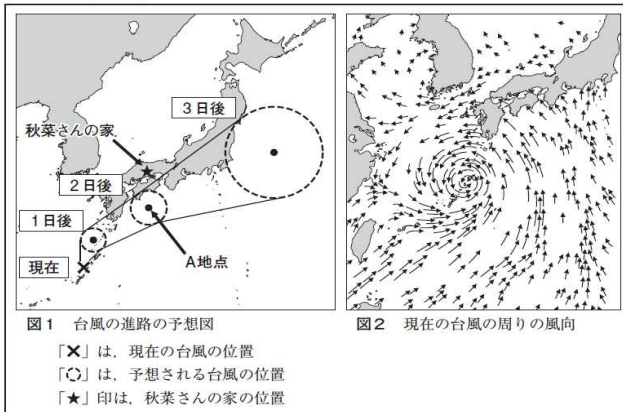 3日後
秋菜さんの家
2日後
1日後
現在
A地点
図1　台風の進路の予想図
「×」は，現在の台風の位置
「◌」は，予想される台風の位置
「★」印は，秋菜さんの家の位置
図2　現在の台風の周りの風向